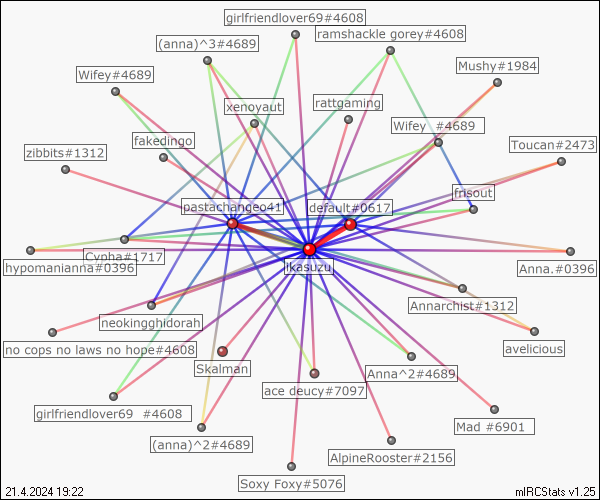 girlfriendlover69#4608
ramshackle gorey#4608
(anna)^3#4689
Mushy#1984
Wifey#4689
rattgaming
xenoyaut
Wifey  #4689
fakedingo
Toucan#2473
zibbits#1312
frisout
pastachangeo41
default#0617
Cypha#1717
ikasuzu
hypomanianna#0396
Anna.#0396
Annarchist#1312
neokingghidorah
no cops no laws no hope#4608
avelicious
Skalman
Anna^2#4689
ace deucy#7097
girlfriendlover69  #4608
Mad #6901
(anna)^2#4689
AlpineRooster#2156
Soxy Foxy#5076
21.4.2024 19:22
mIRCStats v1.25